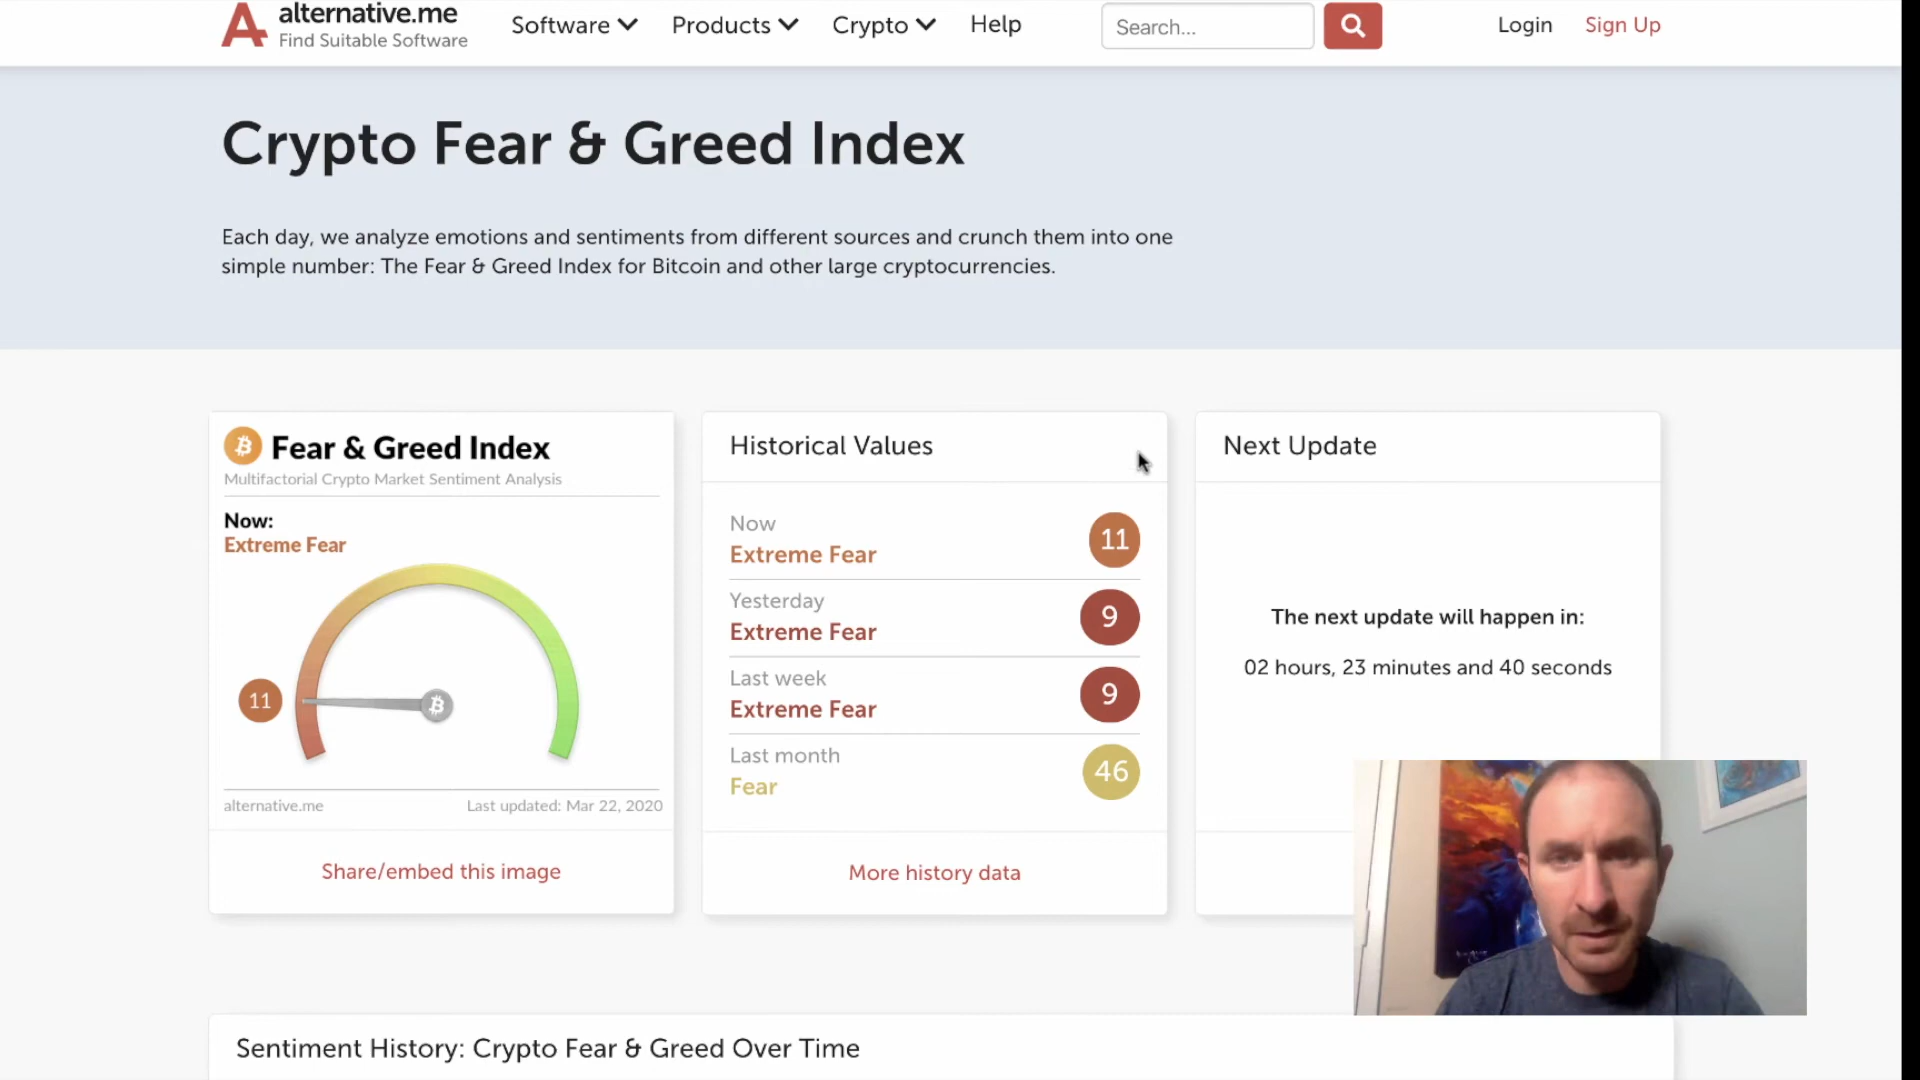 alternative.me
Find Suitable Software
Software
Products
Crypto
Help
Search...
Login
Sign Up
Crypto Fear & Greed Index
Each day, we analyze emotions and sentiments from different sources and crunch them into one
simple number: The Fear & Greed Index for Bitcoin and other large cryptocurrencies.
Fear & Greed Index
Multifactorial Crypto Market Sentiment Analysis
Now:
Extreme Fear
11
alternative.me
Last updated: Mar 22, 2020
Share/embed this image
Historical Values
Now
Extreme Fear
11
Yesterday
Extreme Fear
9
Last week
Extreme Fear
9
Last month
Fear
46
More history data
Next Update
The next update will happen in:
02 hours, 23 minutes and 40 seconds
Sentiment History: Crypto Fear & Greed Over Time